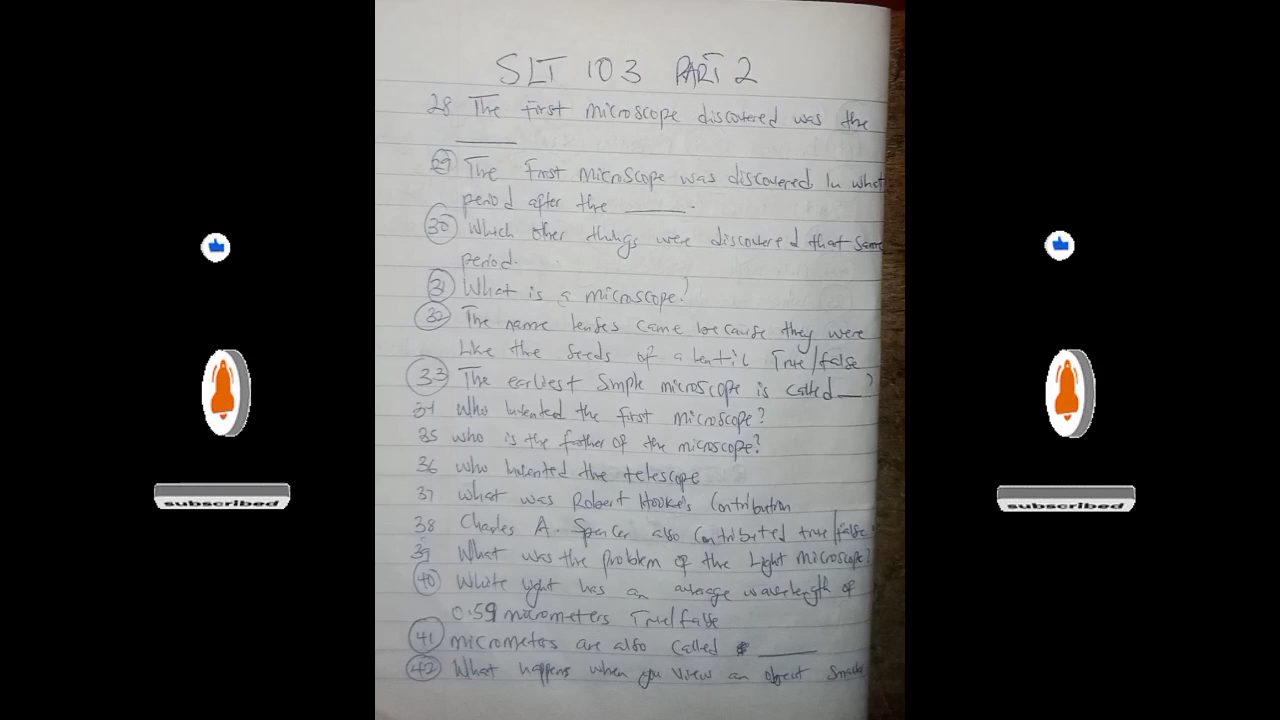 SLT 103 PART 2
28 The first microscope discovered was the
______
29 The First Microscope was discovered In what
period after the ______.
30 Which other things were discovered that same
period.
31 What is a microscope?
32 The name lenses came because they were
Like the seeds of a lentil True/false
33 The earliest Smple microscope is called ___?
34 Who Invented the first Microscope?
35 who is the father of the microscope?
36 who Invented the telescope
37 What was Robert Hooke's Contribution
38 Charles A. Spencer also Contributed true/false
39 What was the problem of the Light Microscope?
40 White light has an average wavelength of
0.59 micrometers True/false
41 micrometers are also called ______
42 What happens when you View an object
subscribed
subscribed